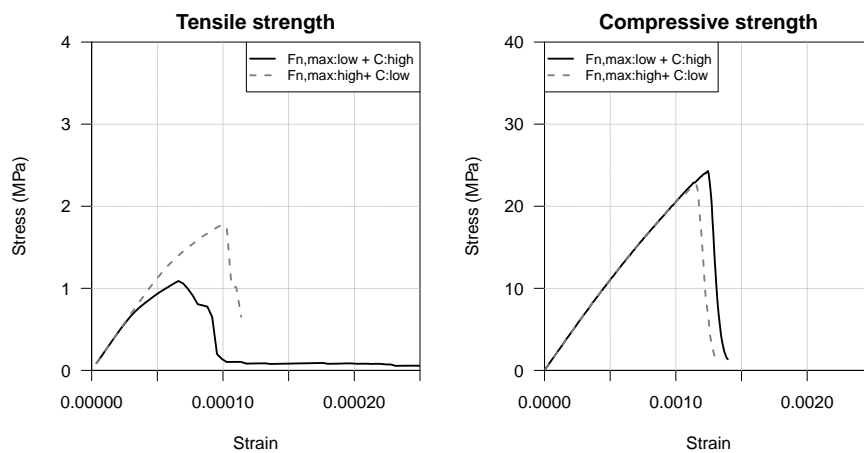 Tensile strength
4
3
2
1
0
Stress (MPa)
Fn,max:low + C:high
Fn,max:high+ C:low
0.00000
0.00010
0.00020
Strain
Compressive strength
40
30
20
10
0
Stress (MPa)
Fn,max:low + C:high
Fn,max:high+ C:low
0.0000
0.0010
0.0020
Strain